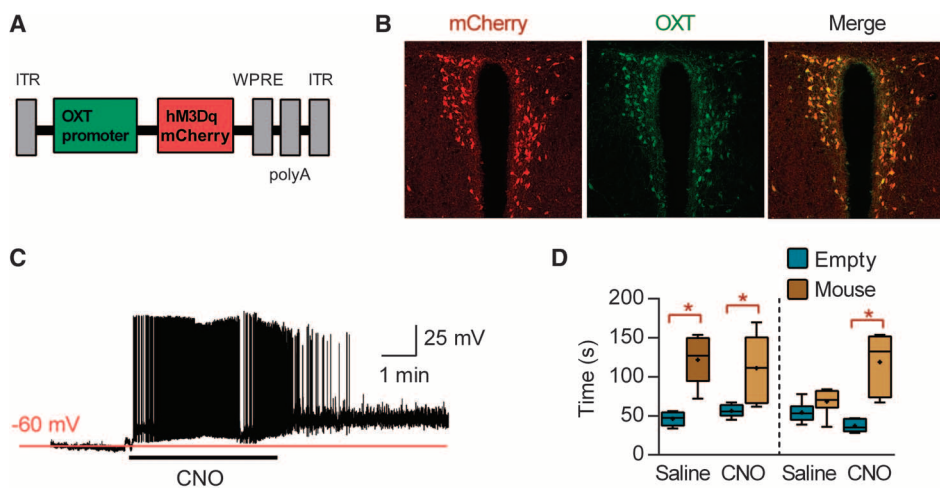 A
ITR
WPRE
ITR
OXT
promoter
hM3Dq
mCherry
polyA
B
mCherry
OXT
Merge
C
25 mV
1 min
-60 mV
CNO
D
Empty
Mouse
*
*
*
200
150
100
50
0
Time (s)
Saline
CNO
Saline
CNO